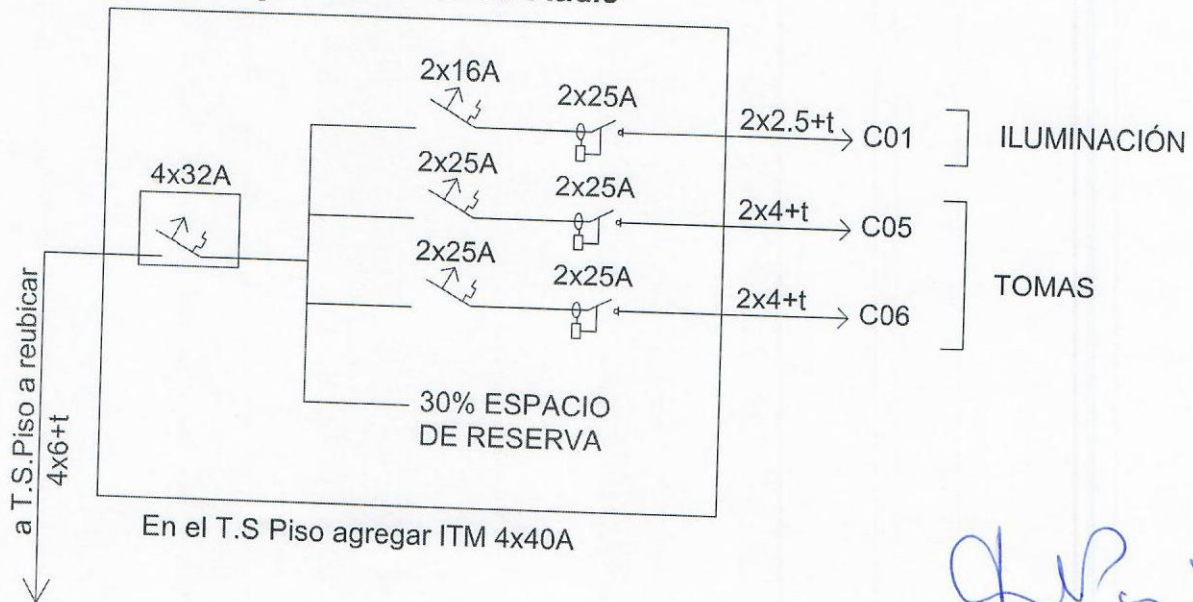 2x16A
2x25A
2x2.5+t
C01
ILUMINACIÓN
4x32A
2x25A
2x25A
2x4+t
C05
TOMAS
2x25A
2x25A
2x4+t
C06
30% ESPACIO
DE RESERVA
a T.S.Piso a reubicar
4x6+t
En el T.S Piso agregar ITM 4x40A